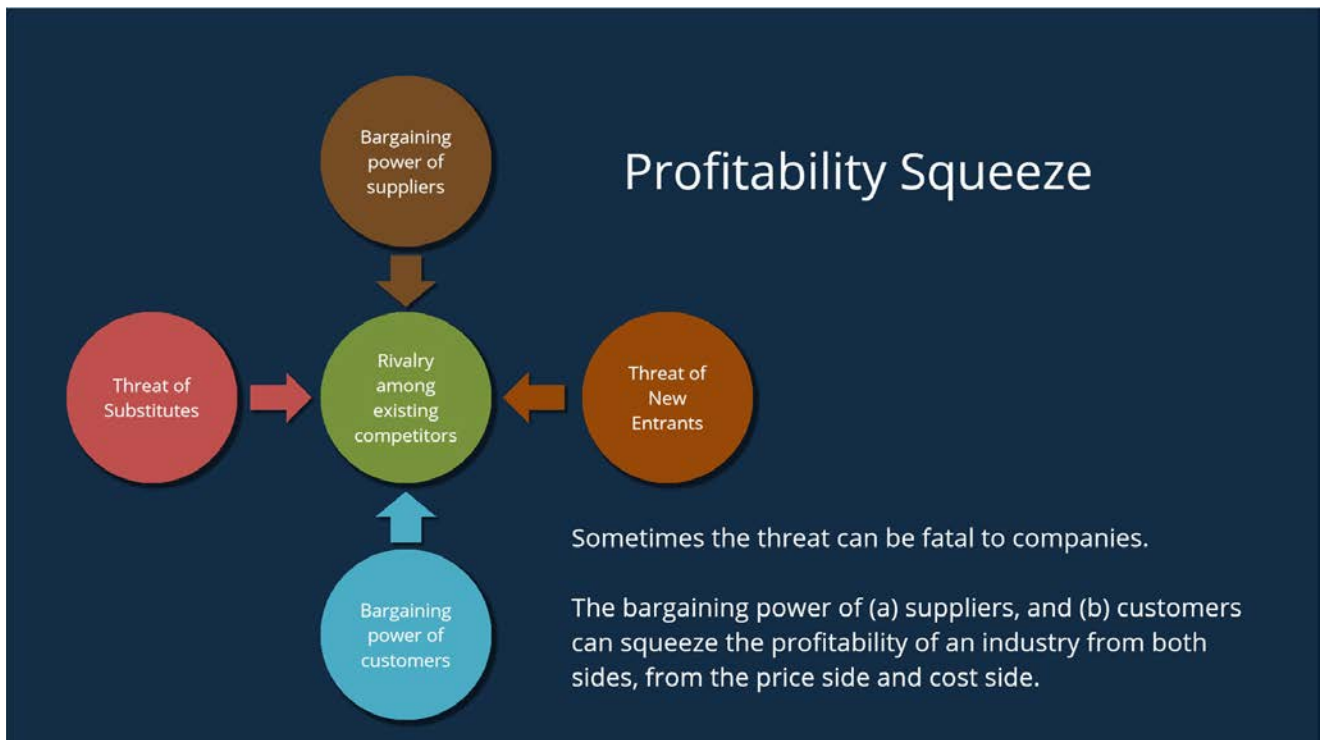 Bargaining
power of
suppliers
Profitability Squeeze
Threat of
Substitutes
Rivalry
among
existing
competitors
Threat of
New
Entrants
Bargaining
power of
customers
Sometimes the threat can be fatal to companies.
The bargaining power of (a) suppliers, and (b) customers
can squeeze the profitability of an industry from both
sides, from the price side and cost side.